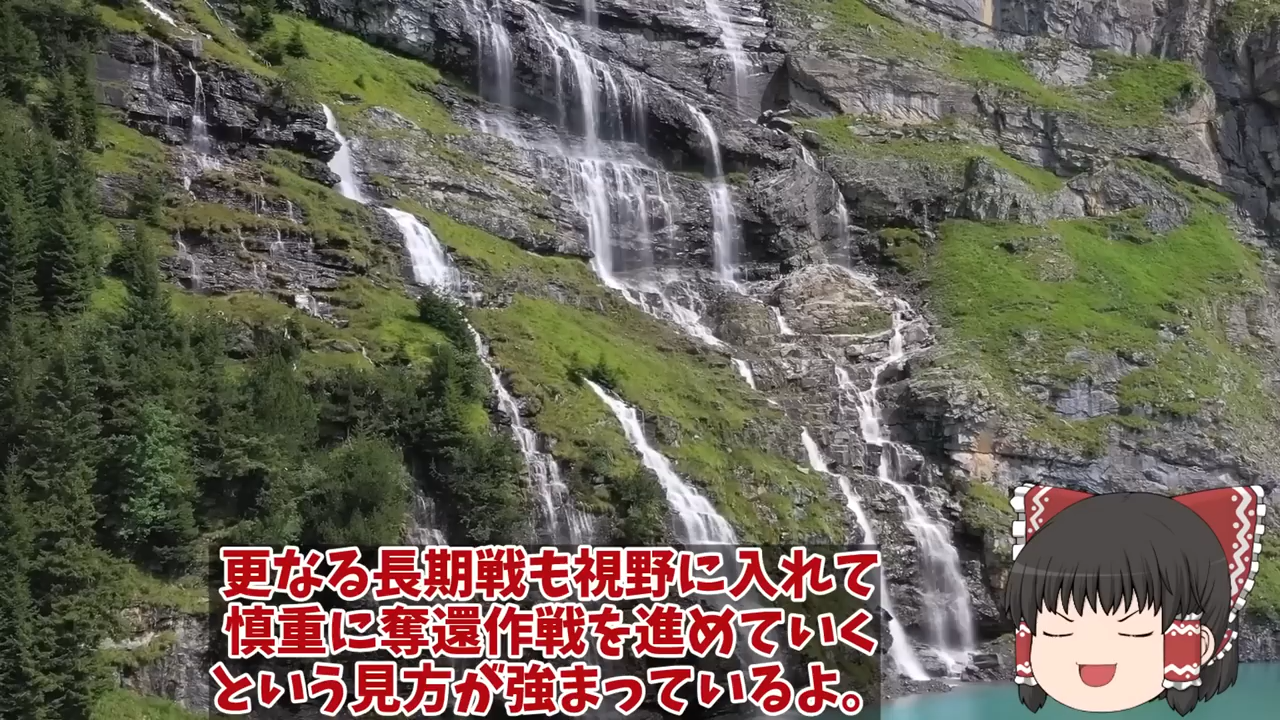 更なる長期戦も視野に入れて
慎重に奪還作戦を進めていく
という見方が強まっているよ。